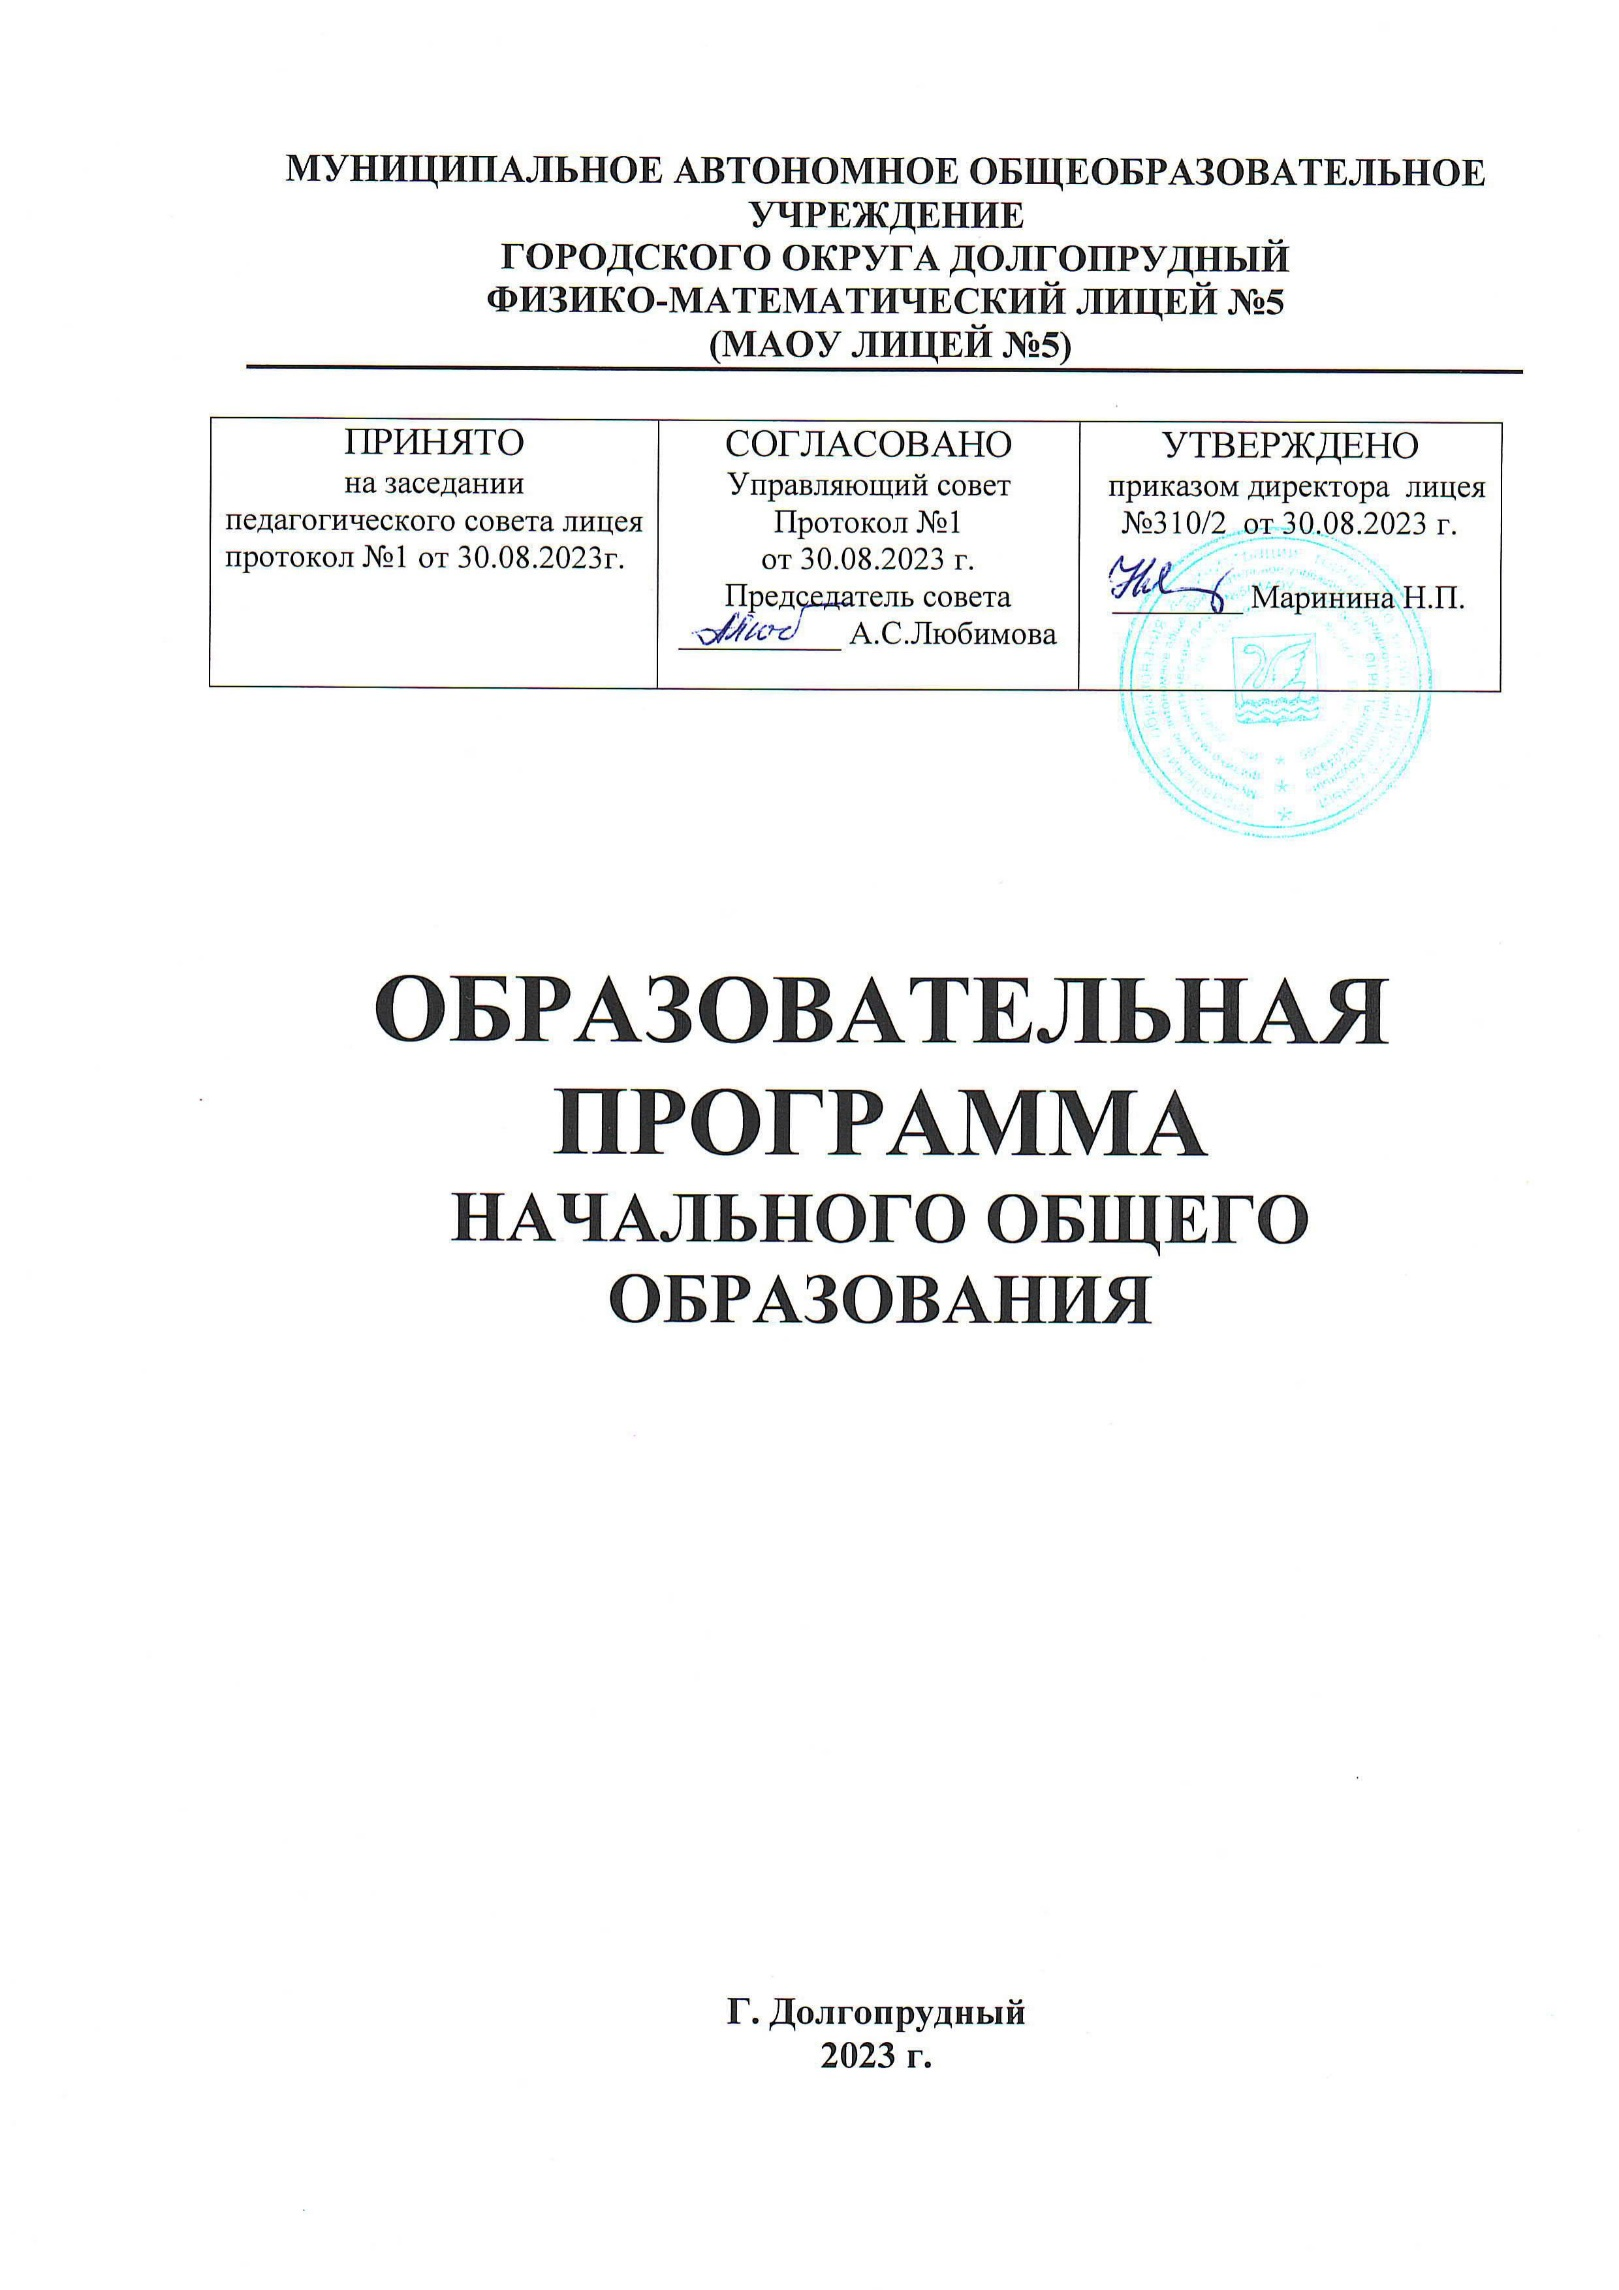 МУНИЦИПАЛЬНОЕ АВТОНОМНОЕ ОБЩЕОБРАЗОВАТЕЛЬНОЕ
УЧРЕЖДЕНИЕ
ГОРОДСКОГО ОКРУГА ДОЛГОПРУДНЫЙ
ФИЗИКО-МАТЕМАТИЧЕСКИЙ ЛИЦЕЙ №5
(МАОУ ЛИЦЕЙ №5)
ПРИНЯТО
на заседании
педагогического совета лицея
протокол №1 от 30.08.2023г.
СОГЛАСОВАНО
Управляющий совет
Протокол №1
от 30.08.2023 г.
Председатель совета
А.С.Любимова
УТВЕРЖДЕНО
приказом директора лицея
№310/2 от 30.08.2023 г.
Маринина Н.П.
ОБРАЗОВАТЕЛЬНАЯ
ПРОГРАММА
НАЧАЛЬНОГО ОБЩЕГО
ОБРАЗОВАНИЯ
Г. Долгопрудный
2023 г.